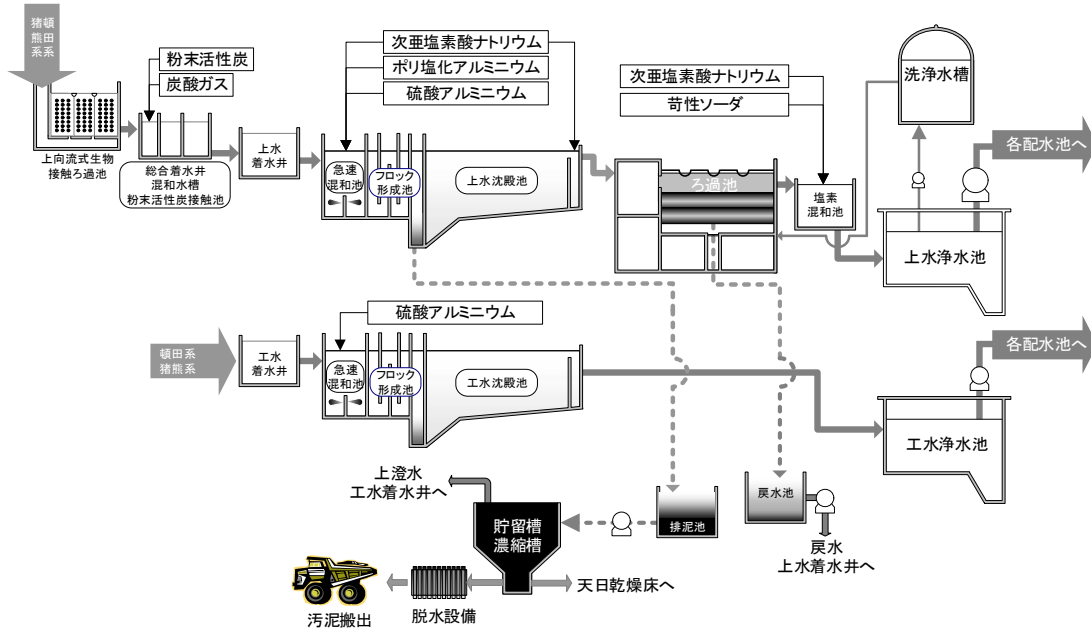 猪頓
熊田
系系
粉末活性炭
炭酸ガス
上向流式生物
接触ろ過池
総合着水井
混和水槽
粉末活性炭接触池
上水
着水井
次亜塩素酸ナトリウム
ポリ塩化アルミニウム
硫酸アルミニウム
急速
混和池
フロック
形成池
上水沈殿池
次亜塩素酸ナトリウム
苛性ソーダ
ろ過池
塩素
混和池
洗浄水槽
各配水池へ
上水浄水池
頓田系
猪熊系
工水
着水井
硫酸アルミニウム
急速
混和池
フロック
形成池
工水沈殿池
各配水池へ
工水浄水池
上澄水
工水着水井へ
貯留槽
濃縮槽
排泥池
戻水池
戻水
上水着水井へ
天日乾燥床へ
脱水設備
汚泥搬出